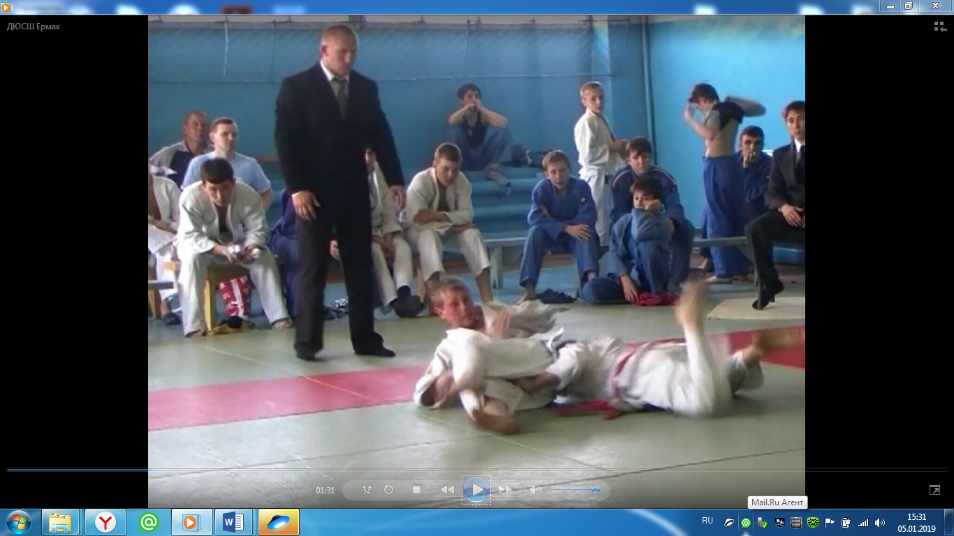 ДЮСШ Ермак
01:31
Mail.Ru Агент
RU
15:31
05.01.2019